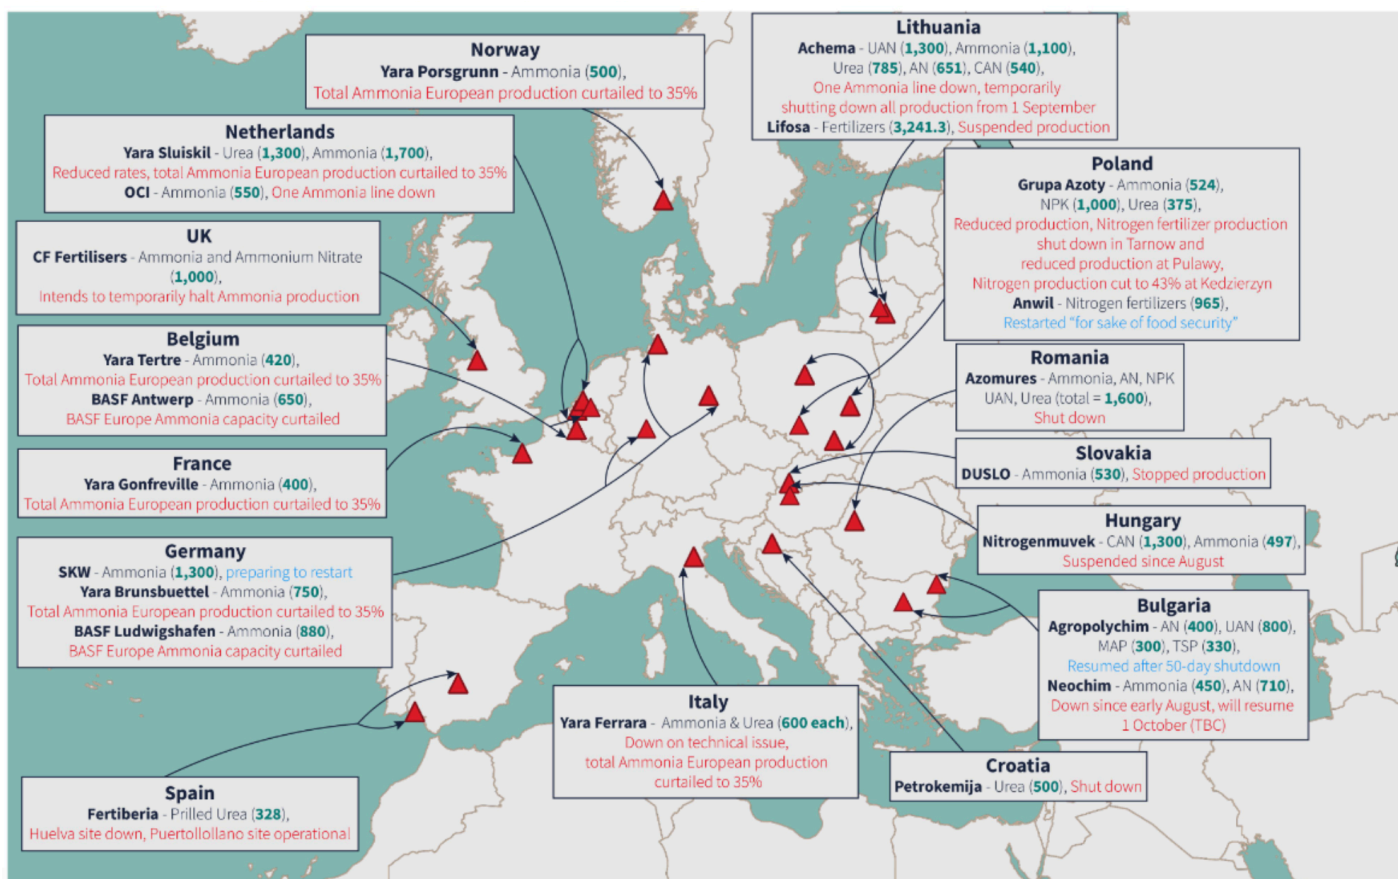 Norway
Yara Porsgrunn - Ammonia (500),
Total Ammonia European production curtailed to 35%
Lithuania
Achema - UAN (1,300), Ammonia (1,100),
Urea (785), AN (651), CAN (540),
One Ammonia line down, temporarily
shutting down all production from 1 September
Lifosa - Fertilizers (3,241.3), Suspended production
Netherlands
Yara Sluiskil - Urea (1,300), Ammonia (1,700),
Reduced rates, total Ammonia European production curtailed to 35%
OCI - Ammonia (550), One Ammonia line down
Poland
Grupa Azoty - Ammonia (524),
NPK (1,000), Urea (375),
Reduced production, Nitrogen fertilizer production
shut down in Tarnow and
reduced production at Pulawy,
Nitrogen production cut to 43% at Kedzierzyn
Anwil - Nitrogen fertilizers (965),
Restarted “for sake of food security”
UK
CF Fertilisers - Ammonia and Ammonium Nitrate
(1,000),
Intends to temporarily halt Ammonia production
Belgium
Yara Tertre - Ammonia (420),
Total Ammonia European production curtailed to 35%
BASF Antwerp - Ammonia (650),
BASF Europe Ammonia capacity curtailed
Romania
Azomures - Ammonia, AN, NPK
UAN, Urea (total = 1,600),
Shut down
France
Yara Gonfreville - Ammonia (400),
Total Ammonia European production curtailed to 35%
Slovakia
DUSLO - Ammonia (530), Stopped production
Hungary
Nitrogenmuvek - CAN (1,300), Ammonia (497),
Suspended since August
Germany
SKW - Ammonia (1,300), preparing to restart
Yara Brunsbuettel - Ammonia (750),
Total Ammonia European production curtailed to 35%
BASF Ludwigshafen - Ammonia (880),
BASF Europe Ammonia capacity curtailed
Bulgaria
Agropolychim - AN (400), UAN (800),
MAP (300), TSP (330),
Resumed after 50-day shutdown
Neochim - Ammonia (450), AN (710),
Down since early August, will resume
1 October (TBC)
Italy
Yara Ferrara - Ammonia & Urea (600 each),
Down on technical issue,
total Ammonia European production
curtailed to 35%
Croatia
Petrokemija - Urea (500), Shut down
Spain
Fertiberia - Prilled Urea (328),
Huelva site down, Puertollollano site operational